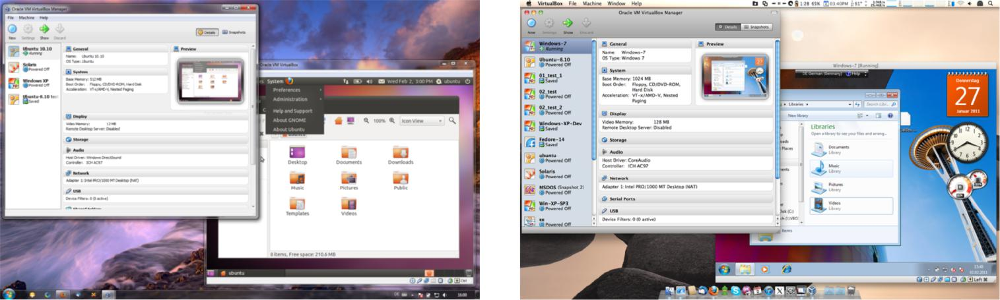 Oracle VM VirtualBox Manager
File Machine Help
New Settings Show Discard
Details Snapshots
Ubuntu 10.10
Running
Solaris
Powered Off
Windows XP
Powered Off
Ubuntu-8.10 test
Saved
General
Name: Ubuntu 10.10
OS Type: Ubuntu
System
Base Memory: 512 MB
Boot Order: Floppy, CD/DVD-ROM, Hard Disk
Acceleration: VT-x/AMD-V, Nested Paging
Display
Video Memory: 12 MB
Remote Desktop Server: Disabled
Storage
Audio
Host Driver: Windows DirectSound
Controller: ICH AC97
Network
Adapter 1: Intel PRO/1000 MT Desktop (NAT)
USB
Device Filters: 0 (0 active)
Preview
Oracle VM VirtualBox
System
Wed Feb 2, 3:00 PM ubuntu
Preferences
Administration
Help and Support
About GNOME
About Ubuntu
100% Icon View
Desktop
Documents
Downloads
Music
Pictures
Public
Templates
Videos
8 items, Free space: 210.6 MB
ubuntu
Ctrl
DE
16:00
VirtualBox File Machine Window Help
1:28 65% 03:40PM 61°
Oracle VM VirtualBox Manager
New Settings Show Discard
Details Snapshots
Windows-7
Running
Ubuntu-8.10
Powered Off
01_test_1
Saved
02_test
Powered Off
02_test_2
Powered Off
Windows-XP-Dev
Saved
Fedore-14
Saved
ubuntu
Powered Off
Solaris
Powered Off
MSDOS (Snapshot 2)
Powered Off
Win-XP-SP3
Powered Off
ee
Powered Off
General
Name: Windows-7
OS Type: Windows 7
System
Base Memory: 1024 MB
Boot Order: Floppy, CD/DVD-ROM,
Hard Disk
Acceleration: VT-x/AMD-V, Nested
Paging
Display
Video Memory: 128 MB
Remote Desktop Server: Disabled
Storage
Audio
Host Driver: CoreAudio
Controller: ICH AC97
Network
Adapter 1: Intel PRO/1000 MT Desktop (NAT)
Serial Ports
USB
Device Filters: 0 (0 active)
Preview
Windows-7 [Running]
DE German (Germany) Help
Libraries
Search Libr...
New library
Libraries
Open a library to see your files and arrang...
Documents
Library
Music
Library
Pictures
Library
Videos
Library
Places
items
Donnerstag
27
Januar 2011
15:40
02.02.2011
Left ⌘